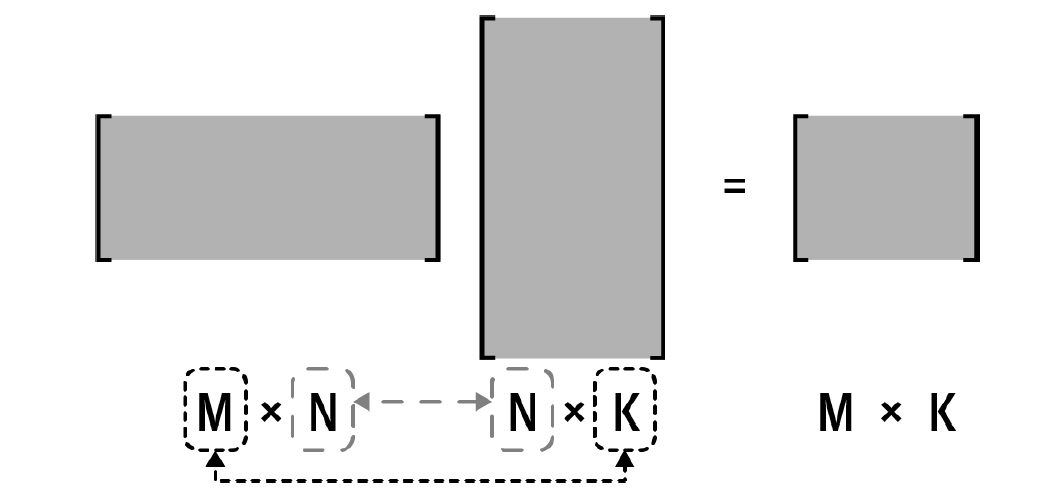 =
M × N N × K M × K